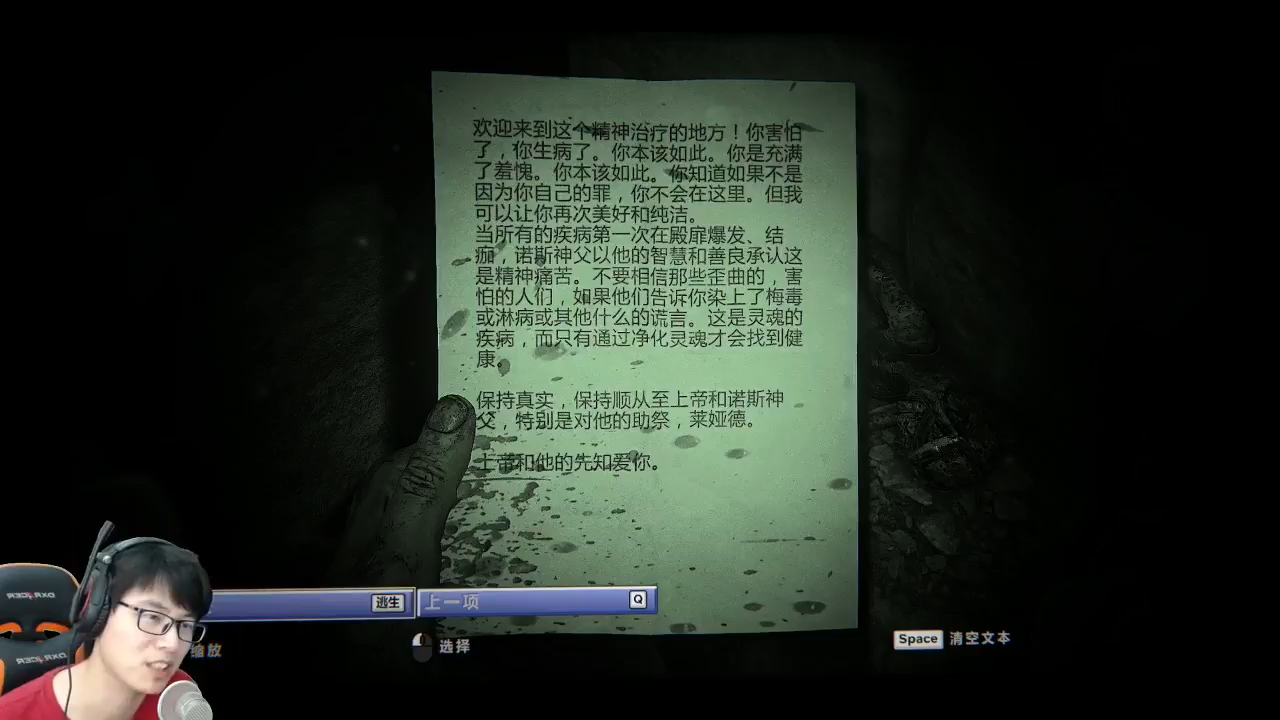 欢迎来到这个精神治疗的地方！你害怕
了，你生病了。你本该如此。你是充满
了羞愧。你本该如此。你知道如果不是
因为你自己的罪，你不会在这里。但我
可以让你再次美好和纯洁。
当所有的疾病第一次在殿扉爆发、结
痂，诺斯神父以他的智慧和善良承认这
是精神痛苦。不要相信那些歪曲的，害
怕的人们，如果他们告诉你染上了梅毒
或淋病或其他什么的谎言。这是灵魂的
疾病，而只有通过净化灵魂才会找到健
康。
保持真实，保持顺从至上帝和诺斯神
父，特别是对他的助祭，莱娅德。
上帝和他的先知爱你。
逃生
上一项
Q
缩放
选择
Space 清空文本